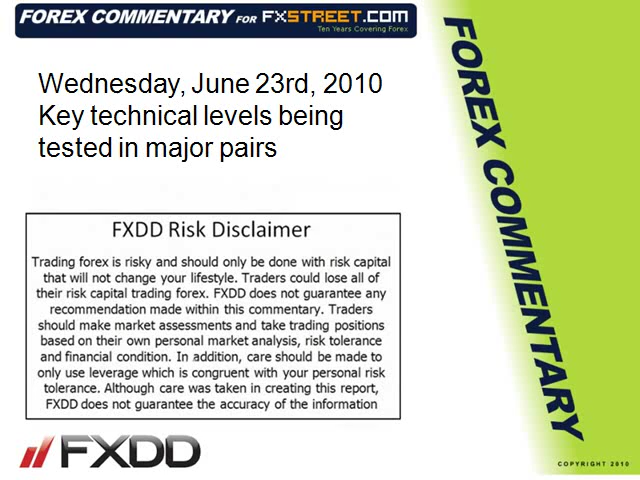 FOREX COMMENTARY FOR FXSTREET.COM
Ten Years Covering Forex
Wednesday, June 23rd, 2010
Key technical levels being
tested in major pairs
FXDD Risk Disclaimer
Trading forex is risky and should only be done with risk capital
that will not change your lifestyle. Traders could lose all of
their risk capital trading forex. FXDD does not guarantee any
recommendation made within this commentary. Traders
should make market assessments and take trading positions
based on their own personal market analysis, risk tolerance
and financial condition. In addition, care should be made to
only use leverage which is congruent with your personal risk
tolerance. Although care was taken in creating this report,
FXDD does not guarantee the accuracy of the information
FXDD
FOREX COMMENTARY
COPYRIGHT 2010